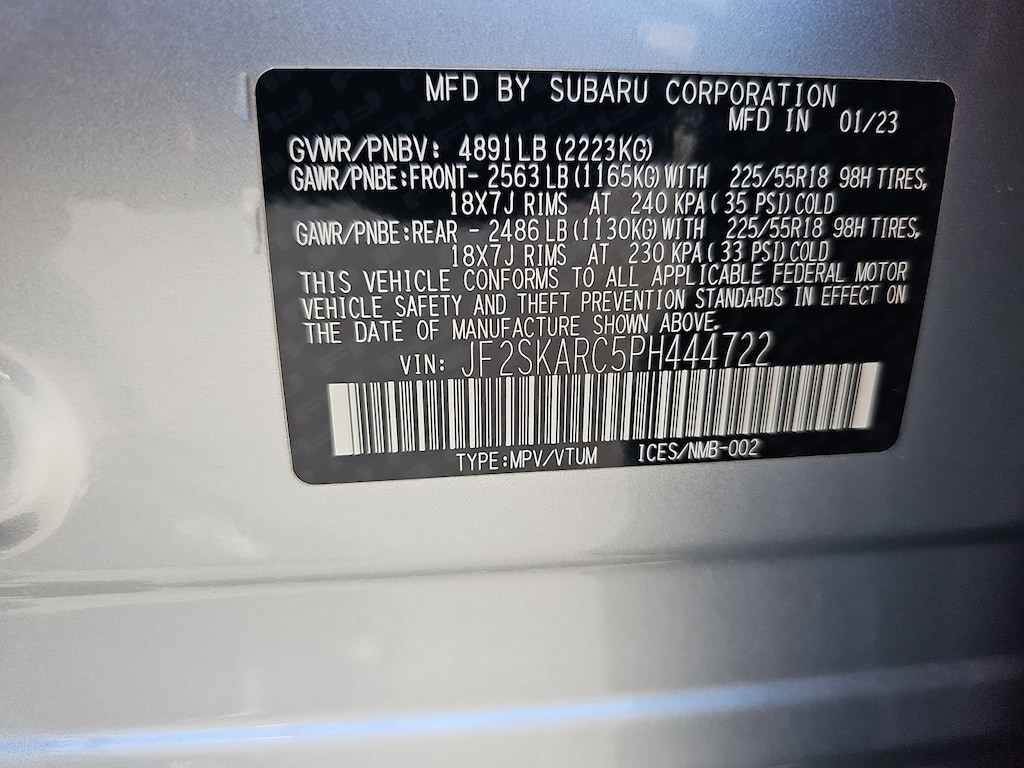 MFD BY SUBARU CORPORATION
MFD IN 01/23
GVWR/PNBV: 4891LB (2223KG)
GAWR/PNBE:FRONT- 2563LB (1165KG) WITH 225/55R18 98H TIRES,
18X7J RIMS AT 240 KPA( 35 PSI) COLD
GAWR/PNBE:REAR - 2486LB (1130KG) WITH 225/55R18 98H TIRES,
18X7J RIMS AT 230 KPA( 33 PSI) COLD
THIS VEHICLE CONFORMS TO ALL APPLICABLE FEDERAL MOTOR
VEHICLE SAFETY AND THEFT PREVENTION STANDARDS IN EFFECT ON
THE DATE OF MANUFACTURE SHOWN ABOVE.
VIN: JF2SKARC5PH444722
TYPE:MPV/VTUM ICES/NMB-002